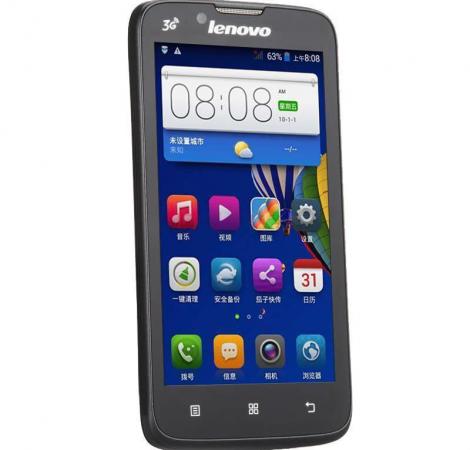 3G
lenovo
63%
上午8:08
08:08
AM
星期五
10-1-1
未设置城市
未知
--/--
音乐
视频
图库
设置
一键清理
安全备份
茄子快传
31
日历
拨号
信息
相机
浏览器